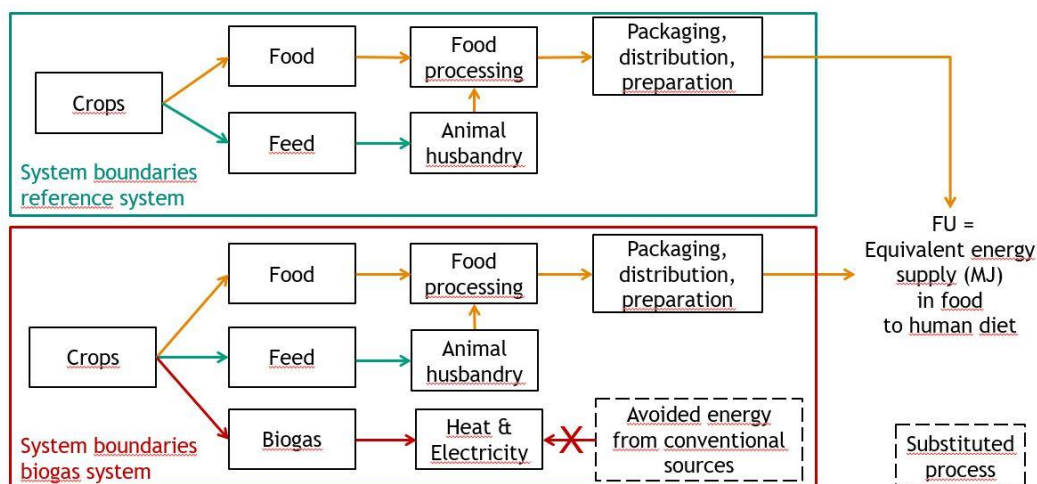 Crops
Food
Food
processing
Packaging,
distribution,
preparation
Feed
Animal
husbandry
System boundaries
reference system
FU =
Equivalent energy
supply (MJ)
in food
to human diet
Crops
Food
Food
processing
Packaging,
distribution,
preparation
Feed
Animal
husbandry
Biogas
Heat &
Electricity
X
Avoided energy
from conventional
sources
System boundaries
biogas system
Substituted
process